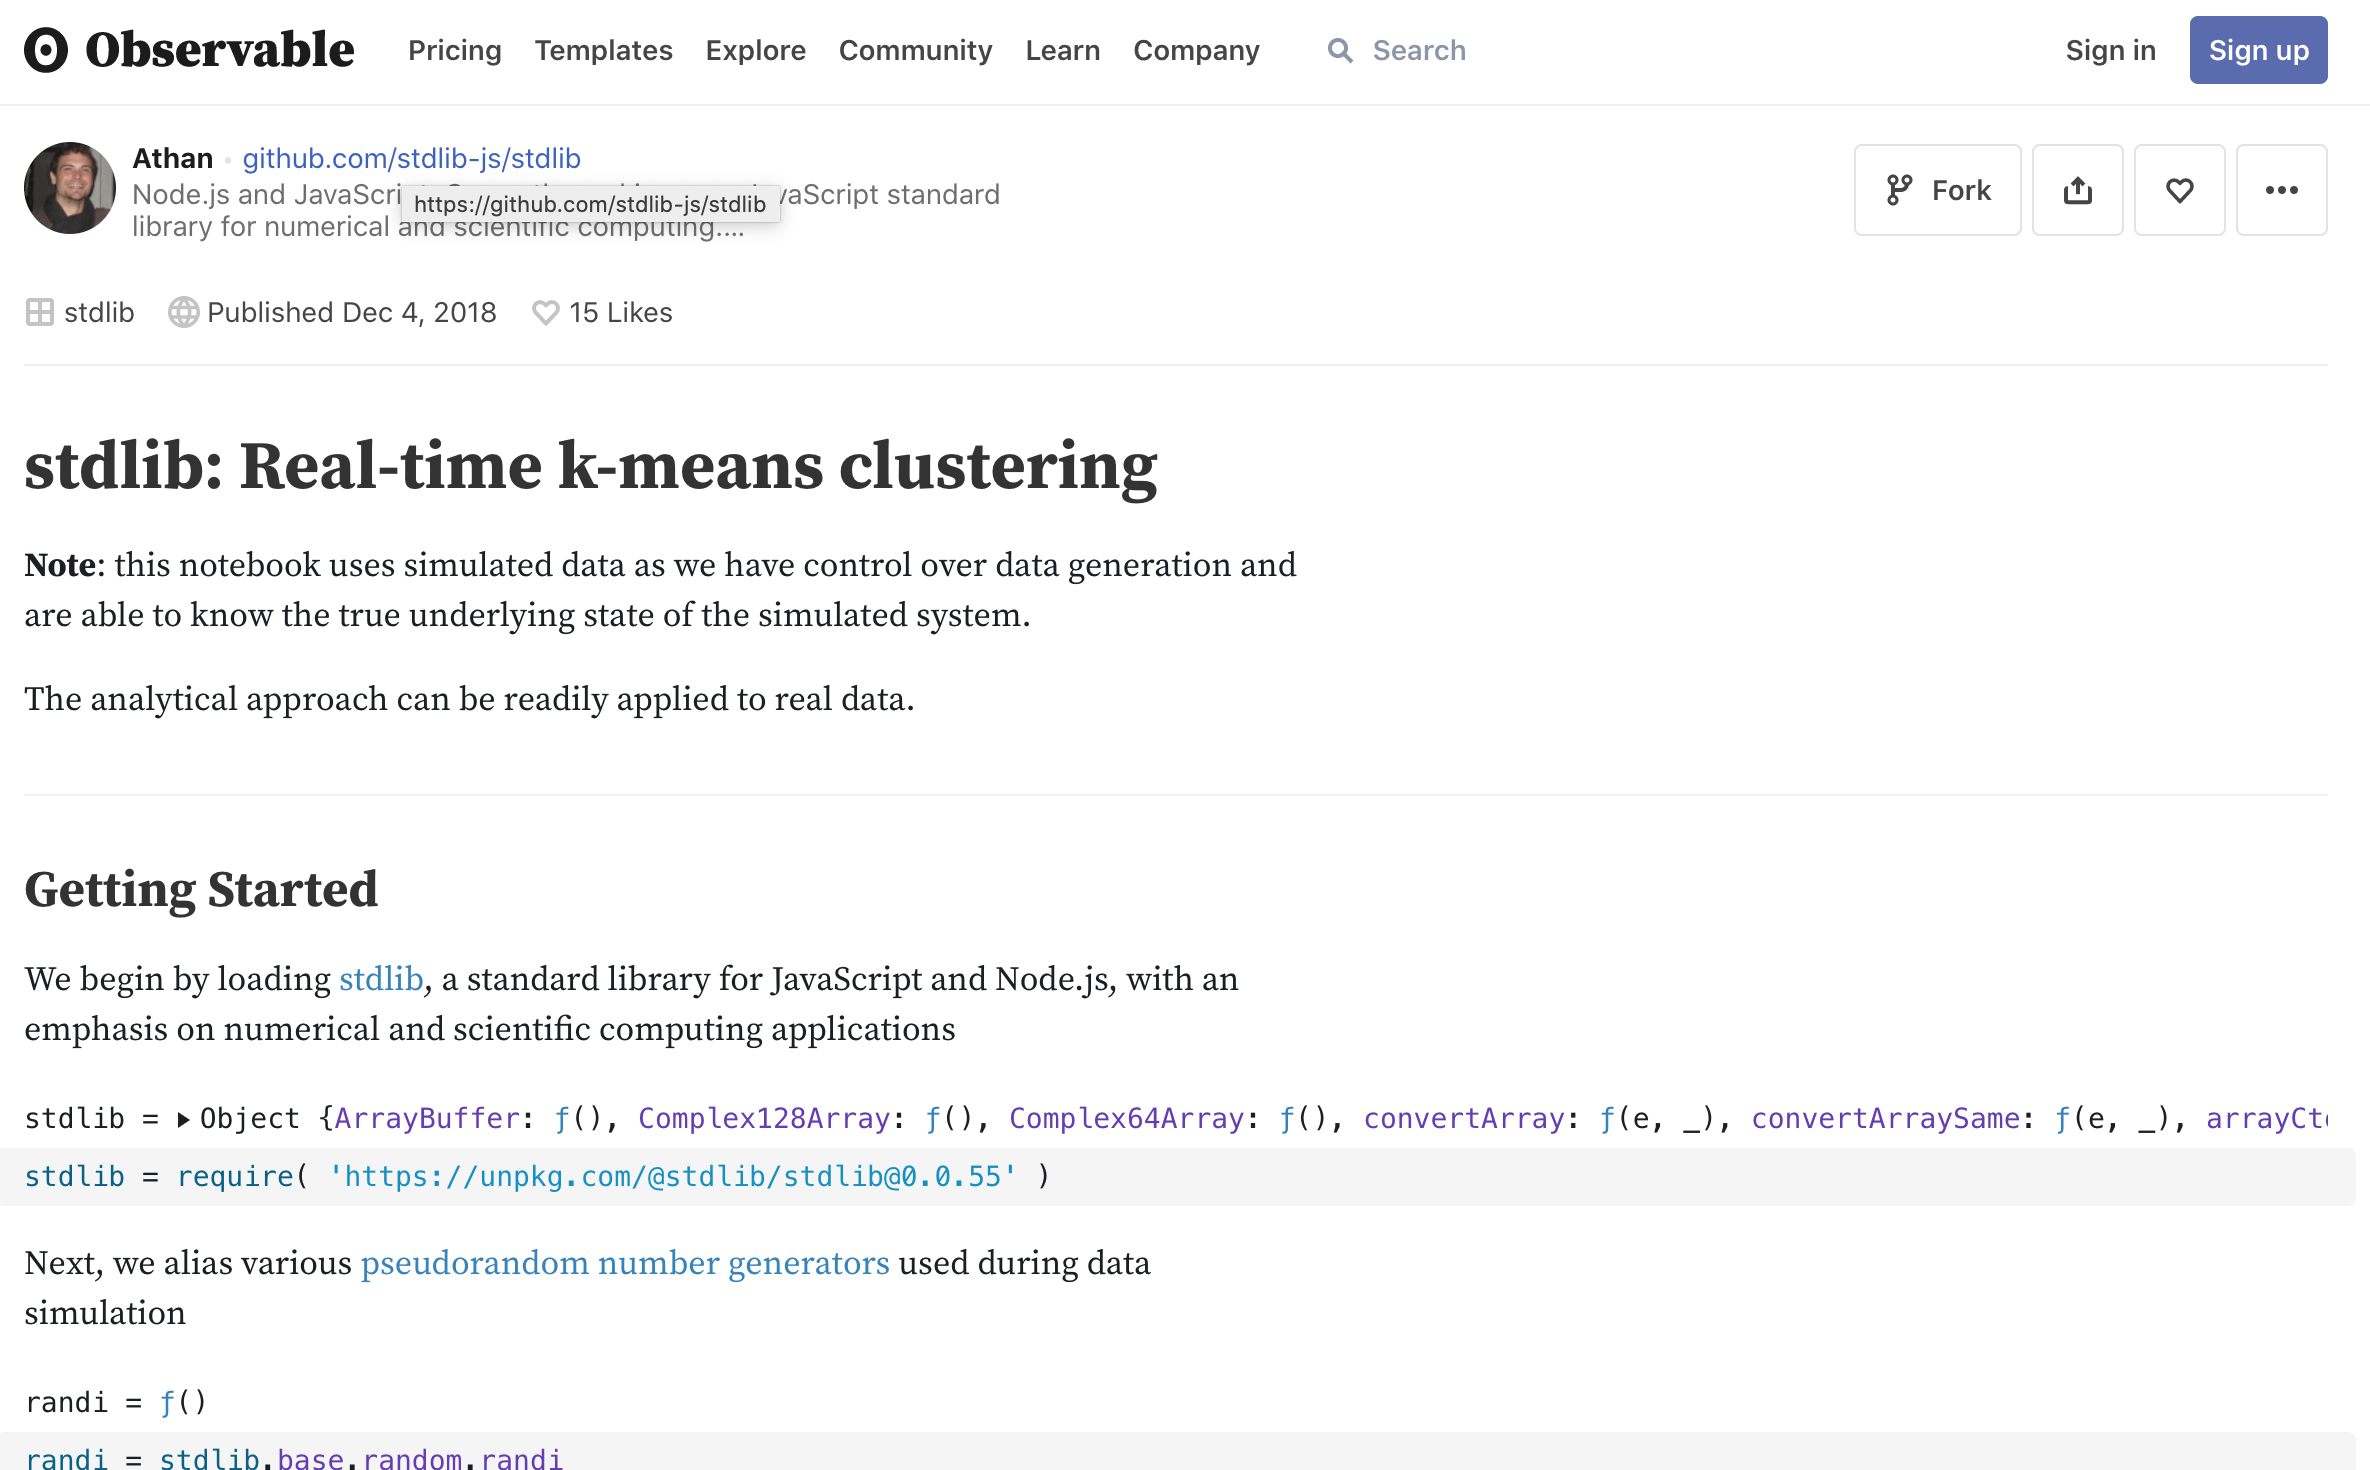 Observable Pricing Templates Explore Community Learn Company Search Sign in Sign up
Athan • github.com/stdlib-js/stdlib
Node.js and JavaScri vaScript standard
https://github.com/stdlib-js/stdlib
library for numerical and scientific computing....
Fork
stdlib Published Dec 4, 2018 15 Likes
stdlib: Real-time k-means clustering
Note: this notebook uses simulated data as we have control over data generation and
are able to know the true underlying state of the simulated system.
The analytical approach can be readily applied to real data.
Getting Started
We begin by loading stdlib, a standard library for JavaScript and Node.js, with an
emphasis on numerical and scientific computing applications
stdlib = ▸Object {ArrayBuffer: ƒ(), Complex128Array: ƒ(), Complex64Array: ƒ(), convertArray: ƒ(e, _), convertArraySame: ƒ(e, _), arrayCt
stdlib = require( 'https://unpkg.com/@stdlib/stdlib@0.0.55' )
Next, we alias various pseudorandom number generators used during data
simulation
randi = ƒ()
randi = stdlib.base.random.randi